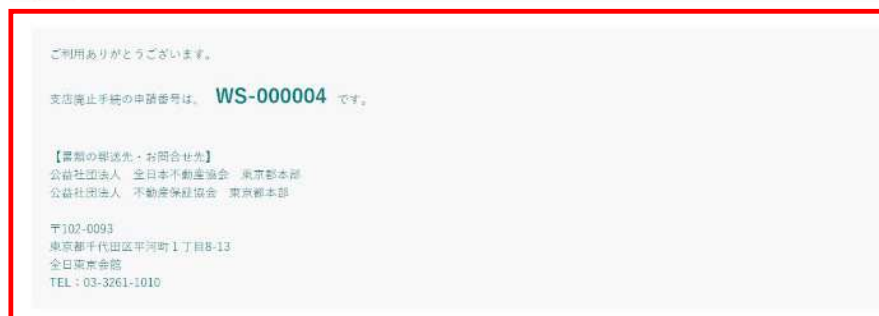 ご利用ありがとうございます。
支店廃止手続の申請番号は、 WS-000004 です。
【書類の郵送先・お問合せ先】
公益社団法人 全日本不動産協会 東京都本部
公益社団法人 不動産保証協会 東京都本部
〒102-0093
東京都千代田区平河町１丁目8-13
全日東京会館
TEL：03-3261-1010